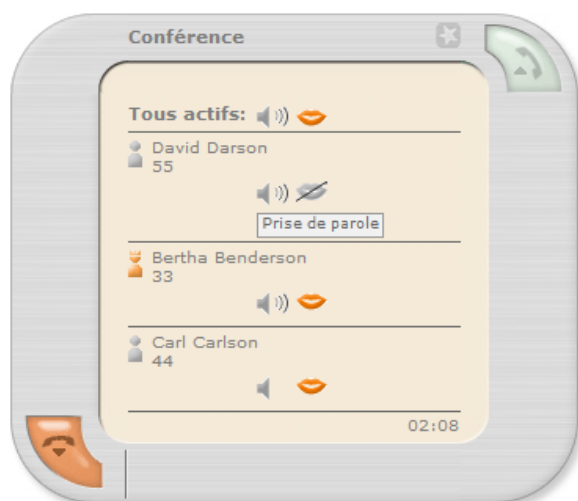 Conférence
Tous actifs:
David Darson
55
Prise de parole
Bertha Benderson
33
Carl Carlson
44
02:08